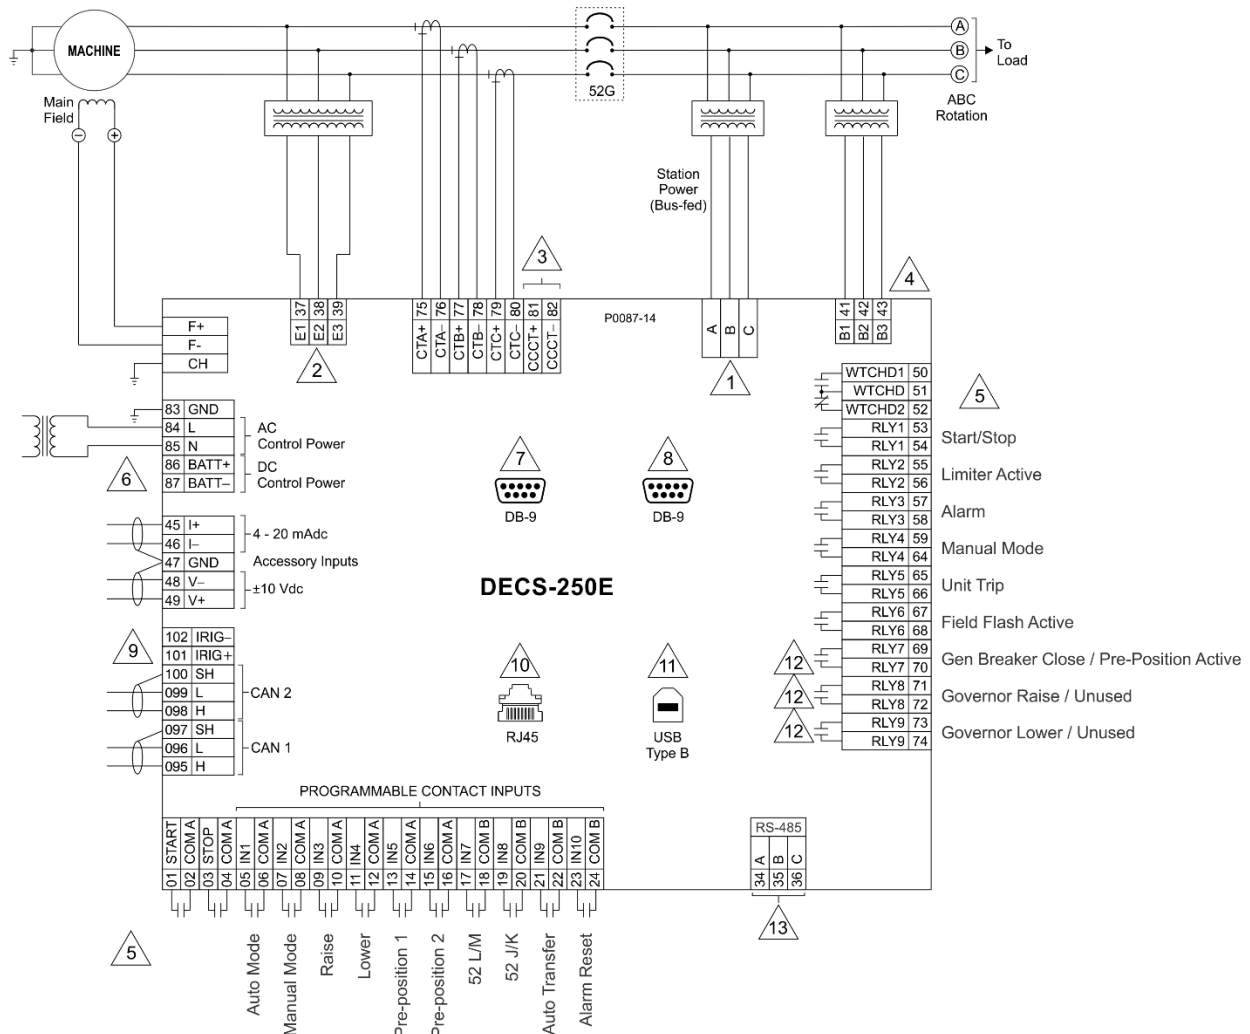 MACHINE
Main
Field
−
+
52G
A
B
C
To
Load
ABC
Rotation
Station
Power
(Bus-fed)
3
4
E1 37
E2 38
E3 39
2
CTA+ 75
CTA– 76
CTB+ 77
CTB– 78
CTC+ 79
CTC– 80
CCCT+ 81
CCCT– 82
P0087-14
A
B
C
1
B1 41
B2 42
B3 43
F+
F-
CH
83 GND
84 L
85 N
86 BATT+
87 BATT–
AC
Control Power
DC
Control Power
6
45 I+
46 I–
47 GND
48 V–
49 V+
4 - 20 mAdc
Accessory Inputs
±10 Vdc
9
102 IRIG–
101 IRIG+
100 SH
099 L
098 H
097 SH
096 L
095 H
CAN 2
CAN 1
7
DB-9
8
DB-9
DECS-250E
10
RJ45
11
USB
Type B
WTCHD1 50
WTCHD 51
WTCHD2 52
5
RLY1 53
RLY1 54
Start/Stop
RLY2 55
RLY2 56
Limiter Active
RLY3 57
RLY3 58
Alarm
RLY4 59
RLY4 64
Manual Mode
RLY5 65
RLY5 66
Unit Trip
RLY6 67
RLY6 68
Field Flash Active
12
RLY7 69
RLY7 70
Gen Breaker Close / Pre-Position Active
12
RLY8 71
RLY8 72
Governor Raise / Unused
12
RLY9 73
RLY9 74
Governor Lower / Unused
PROGRAMMABLE CONTACT INPUTS
01 START
02 COM A
03 STOP
04 COM A
05 IN1
06 COM A
07 IN2
08 COM A
09 IN3
10 COM A
11 IN4
12 COM A
13 IN5
14 COM A
15 IN6
16 COM A
17 IN7
18 COM B
19 IN8
20 COM B
21 IN9
22 COM B
23 IN10
24 COM B
RS-485
34 A
35 B
36 C
13
5
Auto Mode
Manual Mode
Raise
Lower
Pre-position 1
Pre-position 2
52 L/M
52 J/K
Auto Transfer
Alarm Reset